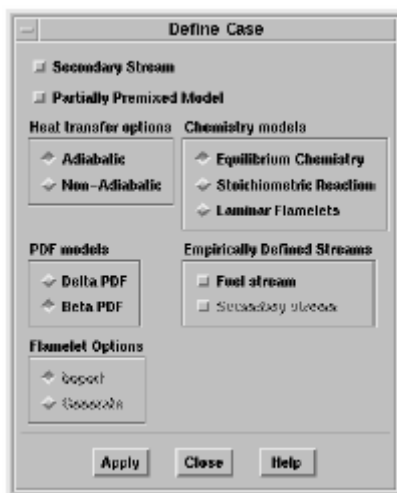 Define Case
Secondary Stream
Partially Premixed Model
Heat transfer options
Adiabatic
Non-Adiabatic
Chemistry models
Equilibrium Chemistry
Stoichiometric Reaction
Laminar Flamelets
PDF models
Delta PDF
Beta PDF
Empirically Defined Streams
Fuel stream
Secondary stream
Flamelet Options
Import
Generate
Apply
Close
Help